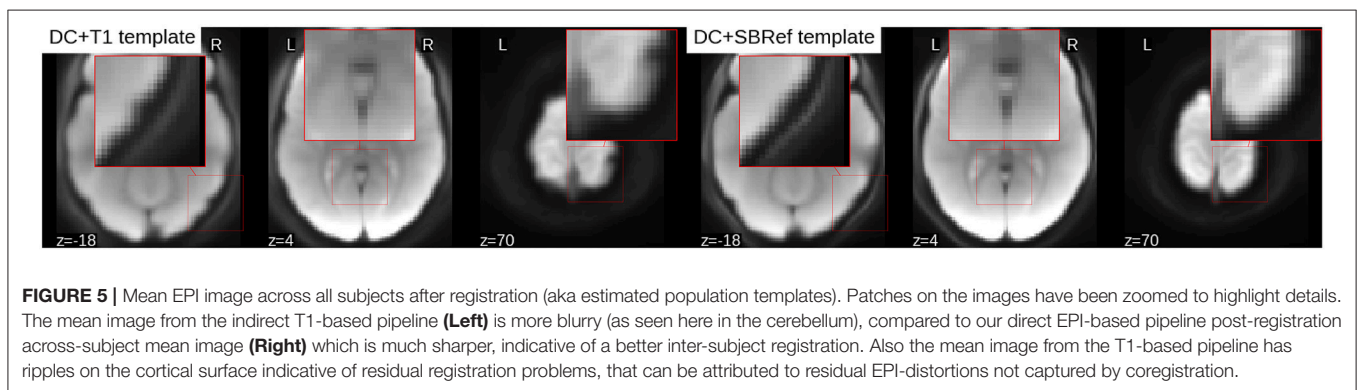 DC+T1 template
R
L
R
L
DC+SBRef template
L
R
L
z=-18
z=4
z=70
z=-18
z=4
z=70
FIGURE 5 | Mean EPI image across all subjects after registration (aka estimated population templates). Patches on the images have been zoomed to highlight details.
The mean image from the indirect T1-based pipeline (Left) is more blurry (as seen here in the cerebellum), compared to our direct EPI-based pipeline post-registration
across-subject mean image (Right) which is much sharper, indicative of a better inter-subject registration. Also the mean image from the T1-based pipeline has
ripples on the cortical surface indicative of residual registration problems, that can be attributed to residual EPI-distortions not captured by coregistration.